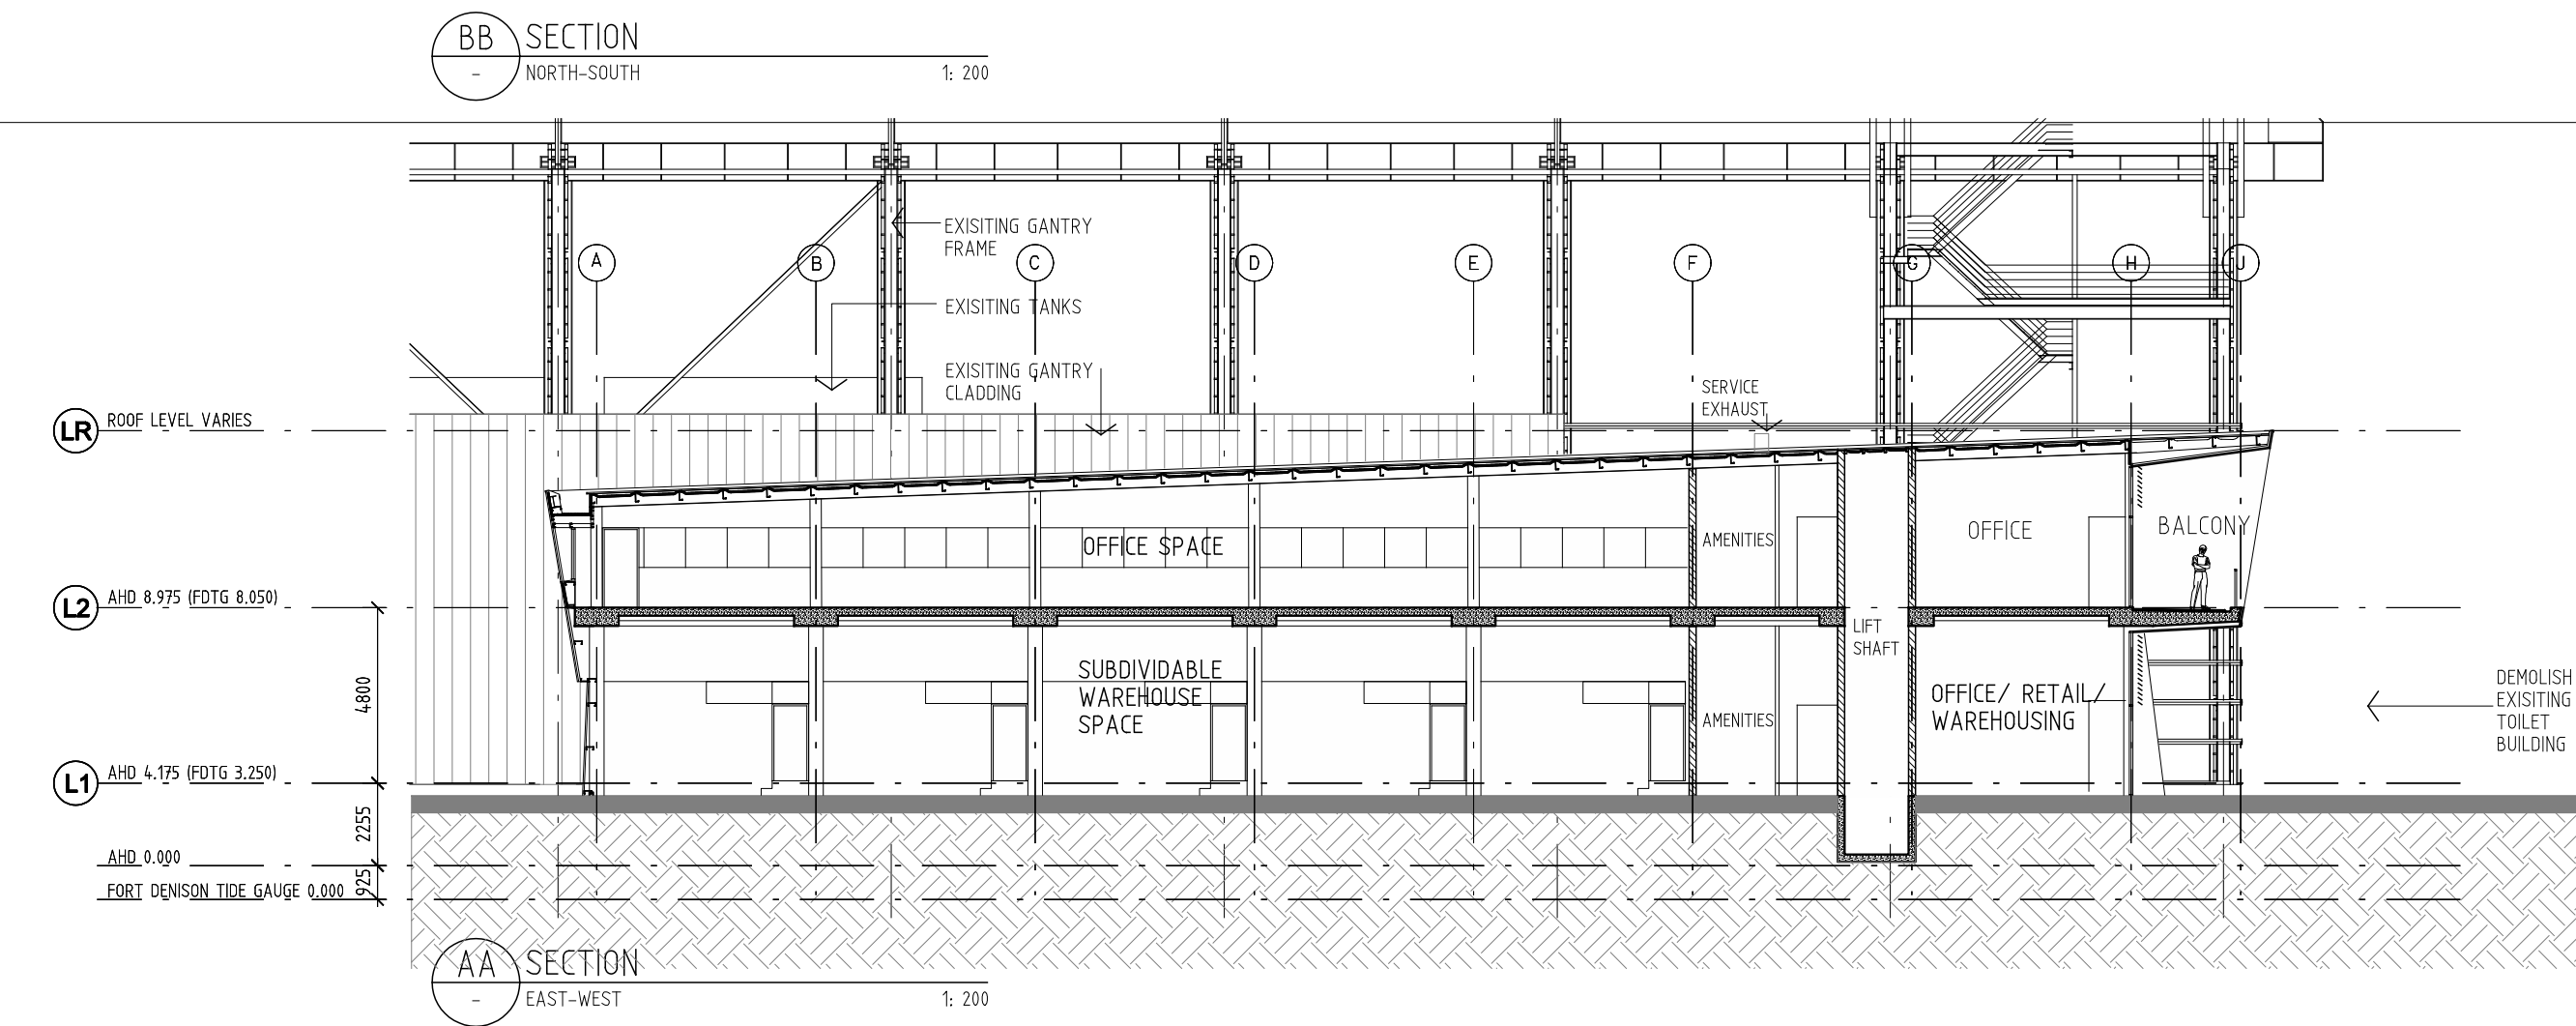 BB SECTION
- NORTH-SOUTH 1: 200
EXISITING GANTRY
FRAME
A B C D E F G H J
EXISITING TANKS
EXISITING GANTRY
CLADDING
SERVICE
EXHAUST
LR ROOF LEVEL VARIES
OFFICE SPACE
AMENITIES
OFFICE
BALCONY
L2 AHD 8.975 (FDTG 8.050)
LIFT
SHAFT
4800
SUBDIVIDABLE
WAREHOUSE
SPACE
AMENITIES
OFFICE/ RETAIL/
WAREHOUSING
DEMOLISH
EXISITING
TOILET
BUILDING
L1 AHD 4.175 (FDTG 3.250)
2255
AHD 0.000
925
FORT DENISON TIDE GAUGE 0.000
AA SECTION
- EAST-WEST 1: 200